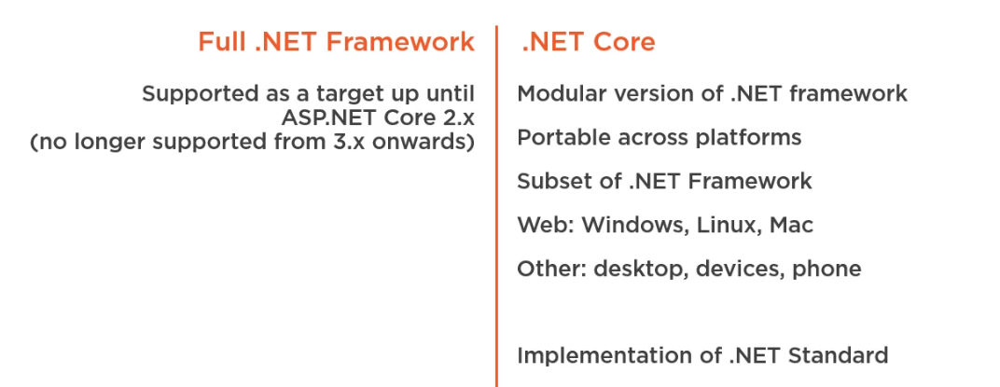 Full .NET Framework
Supported as a target up until
ASP.NET Core 2.x
(no longer supported from 3.x onwards)
.NET Core
Modular version of .NET framework
Portable across platforms
Subset of .NET Framework
Web: Windows, Linux, Mac
Other: desktop, devices, phone
Implementation of .NET Standard